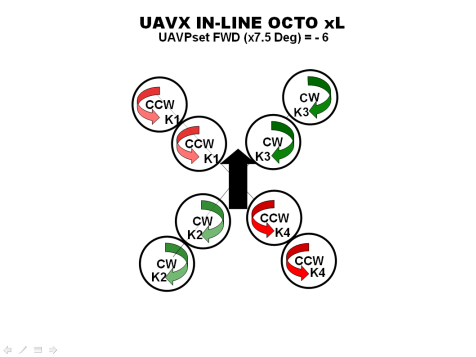 UAVX IN-LINE OCTO xL
UAVPset FWD (x7.5 Deg) = - 6
CCW
K1
CW
K3
CCW
K1
CW
K3
CW
K2
CCW
K4
CW
K2
CCW
K4